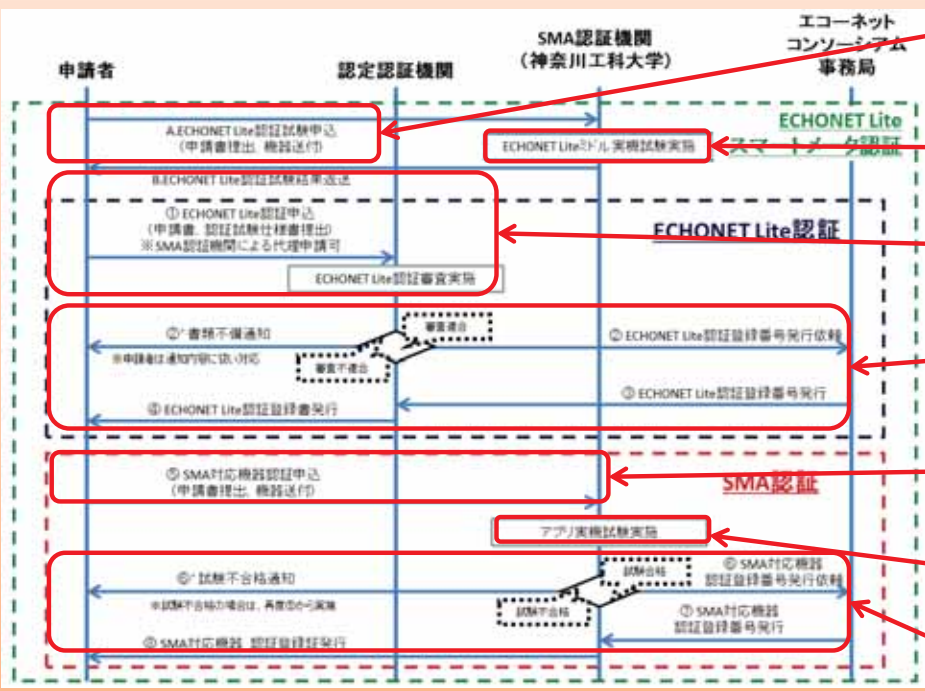 申請者
認定認証機関
SMA認証機関
(神奈川工科大学)
エコーネット
コンソーシアム
事務局
ECHONET Lite
スマートメータ認証
A.ECHONET Lite認証試験申込
(申請書提出、機器送付)
ECHONET Liteミドル実機試験実施
B.ECHONET Lite認証試験結果返送
ECHONET Lite認証
① ECHONET Lite認証申込
(申請書、認証試験仕様書提出)
※SMA認証機関による代理申請可
ECHONET Lite認証審査実施
審査適合
②' 書類不備通知
② ECHONET Lite認証登録番号発行依頼
※申請者は通知内容に従い対応
審査不適合
③ ECHONET Lite認証登録番号発行
④ ECHONET Lite認証登録書発行
SMA認証
⑤ SMA対応機器認証申込
(申請書提出、機器送付)
アプリ実機試験実施
試験合格
⑥ SMA対応機器
認証登録番号発行依頼
⑥' 試験不合格通知
※試験不合格の場合は、再度⑤から実施
試験不合格
⑦ SMA対応機器
認証登録番号発行
⑧ SMA対応機器 認証登録証発行